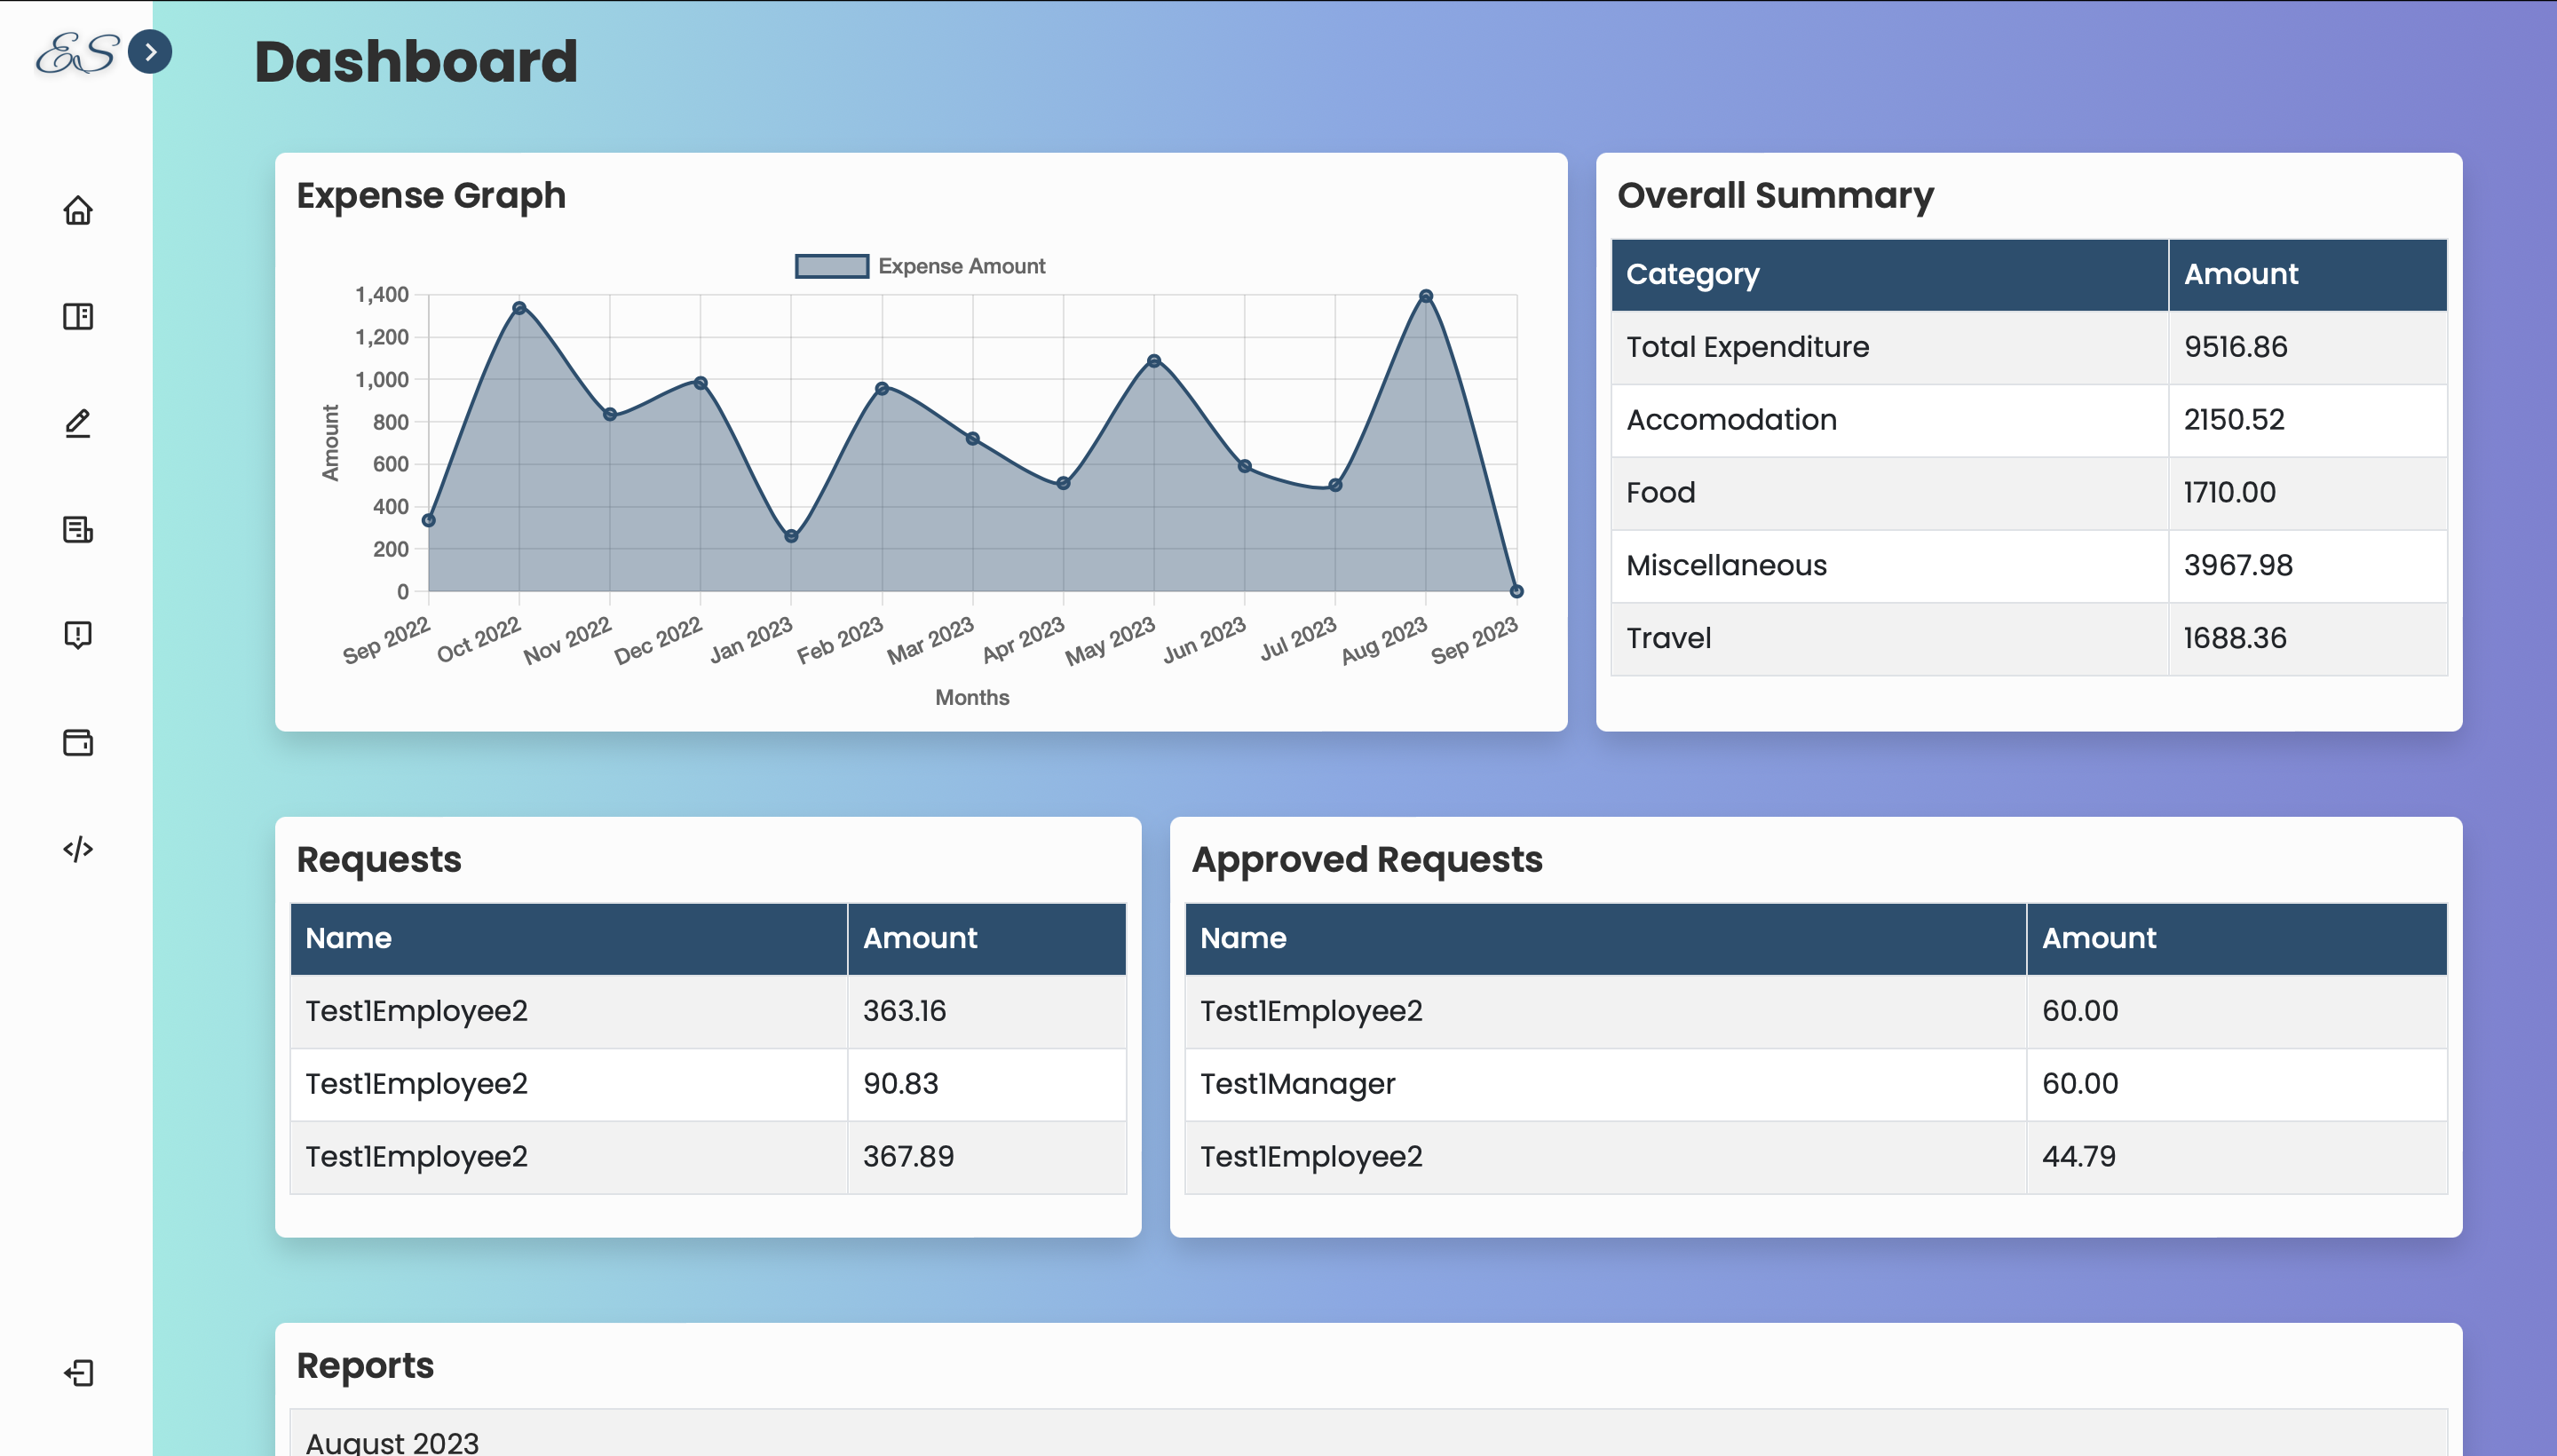 ES
Dashboard
Expense Graph
Expense Amount
1,400
1,200
1,000
800
600
400
200
0
Amount
Sep 2022
Oct 2022
Nov 2022
Dec 2022
Jan 2023
Feb 2023
Mar 2023
Apr 2023
May 2023
Jun 2023
Jul 2023
Aug 2023
Sep 2023
Months
Overall Summary
Category Amount
Total Expenditure 9516.86
Accomodation 2150.52
Food 1710.00
Miscellaneous 3967.98
Travel 1688.36
Requests
Name Amount
Test1Employee2 363.16
Test1Employee2 90.83
Test1Employee2 367.89
Approved Requests
Name Amount
Test1Employee2 60.00
Test1Manager 60.00
Test1Employee2 44.79
Reports
August 2023